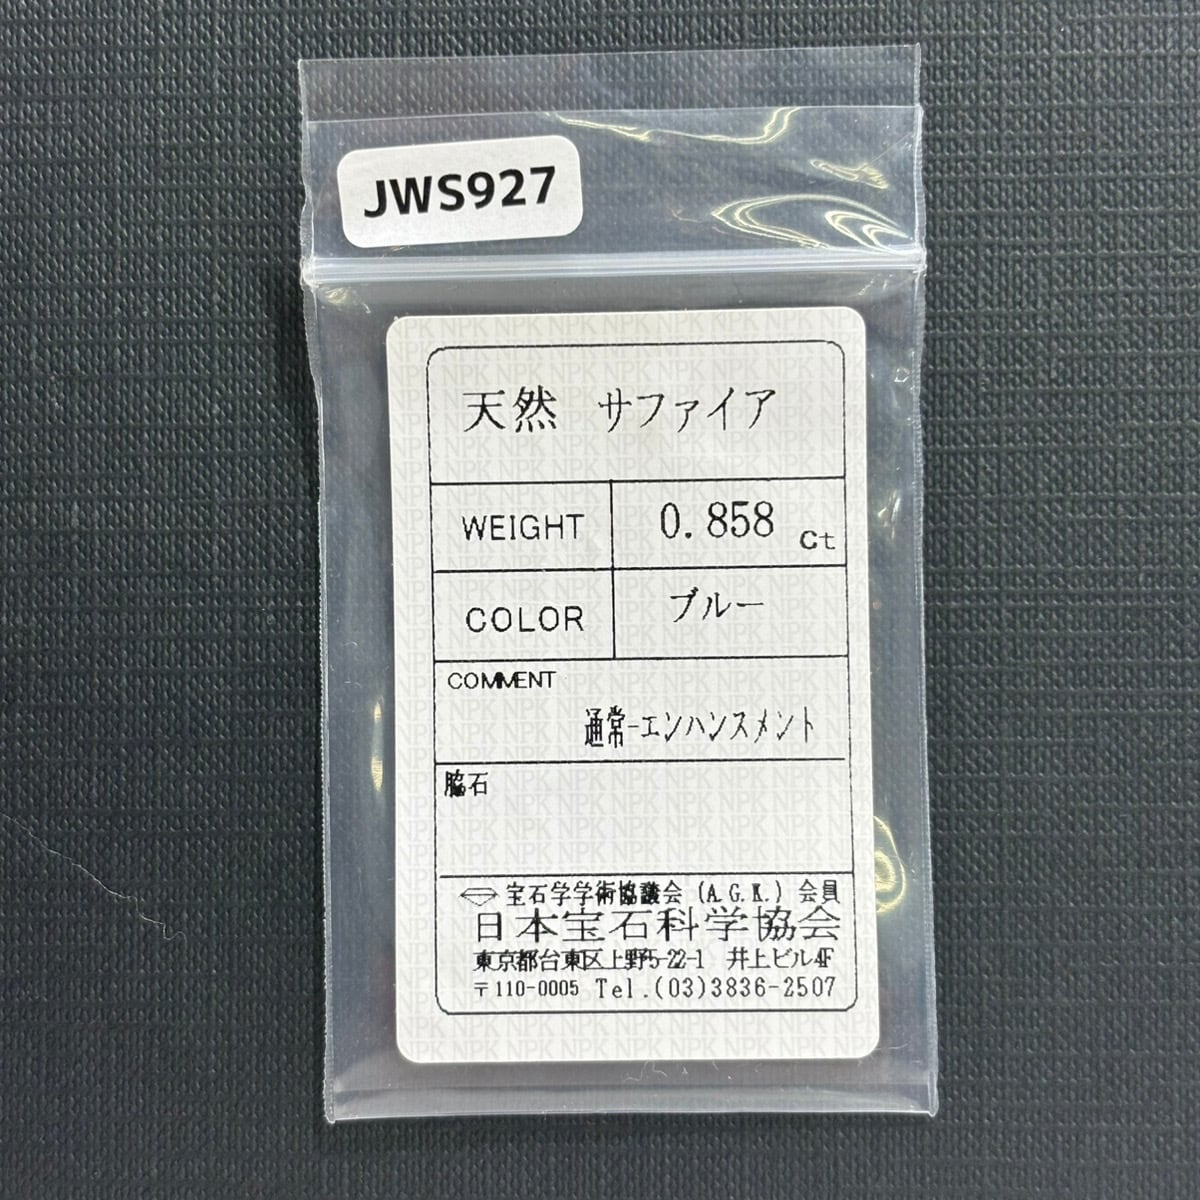 JWS927
天然 サファイア
WEIGHT 0.858 ct
COLOR ブルー
COMMENT
通常-エンハンスメント
脇石
宝石学学術協議会 (A.G.K.) 会員
日本宝石科学協会
東京都台東区上野5-22-1 井上ビル4F
〒110-0005 Tel.(03)3836-2507